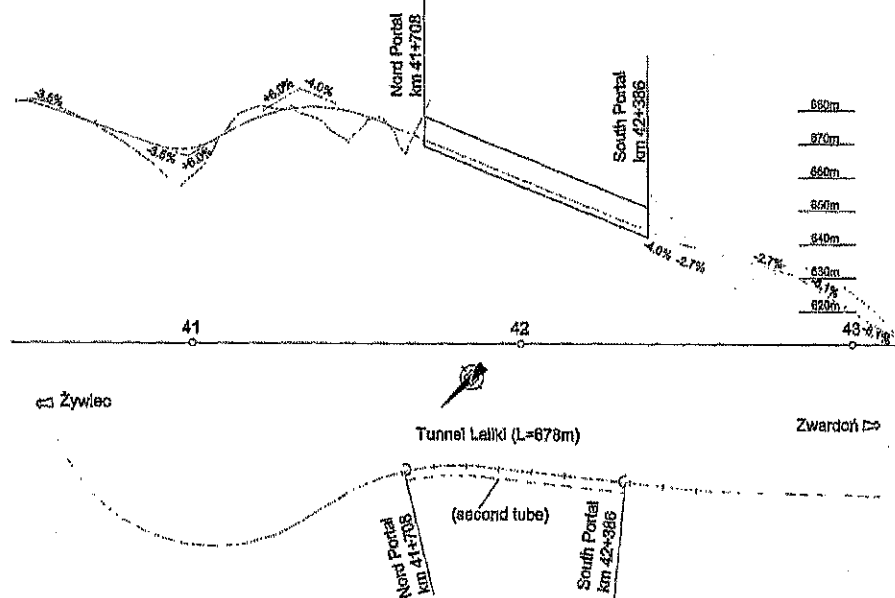 Nord Portal
km 41+708
South Portal
km 42+386
-3.5%
-3.5%
+6.0%
+6.0%
-4.0%
-4.0%
-2.7%
-2.7%
680m
670m
660m
650m
640m
630m
620m
41
42
43
Żywiec
Zwardoń
Tunnel Laliki (L=678m)
(second tube)
Nord Portal
km 41+708
South Portal
km 42+386